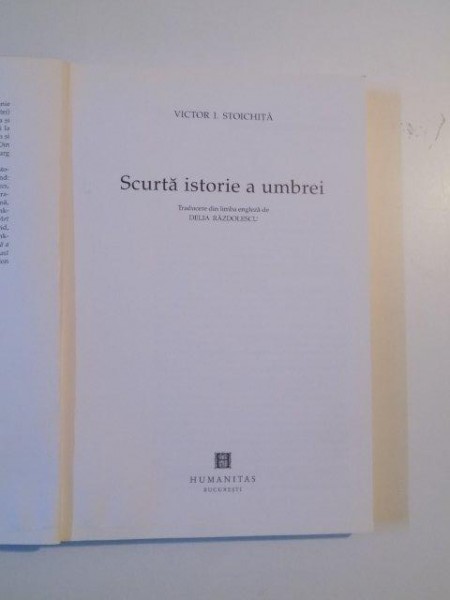 VICTOR I. STOICHIȚĂ
Scurtă istorie a umbrei
Traducere din limba engleză de
DELIA RĂZDOLESCU
HUMANITAS
BUCUREȘTI